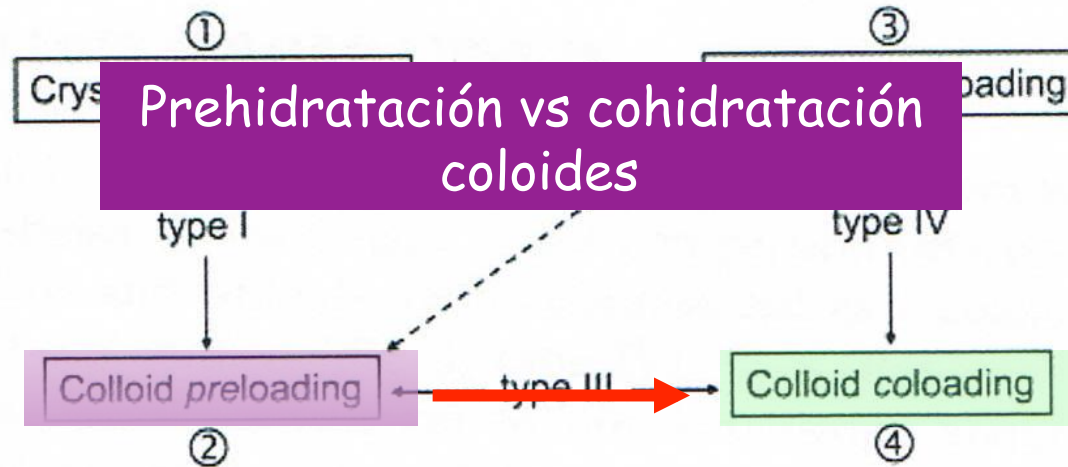 ①
③
Crys
oading
Prehidratación vs cohidratación
coloides
type I
type IV
Colloid preloading
type III
Colloid coloading
②
④